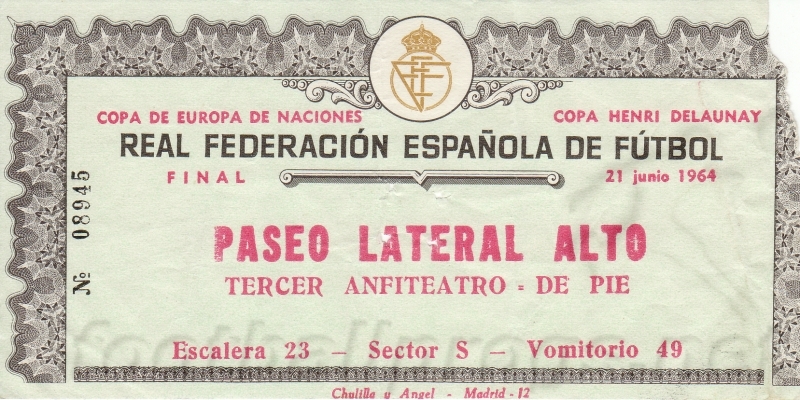 COPA DE EUROPA DE NACIONES
COPA HENRI DELAUNAY
REAL FEDERACIÓN ESPAÑOLA DE FÚTBOL
FINAL
21 junio 1964
Nº 08945
PASEO LATERAL ALTO
TERCER ANFITEATRO - DE PIE
Escalera 23 - Sector S - Vomitorio 49
Chulilla y Angel - Madrid - 12